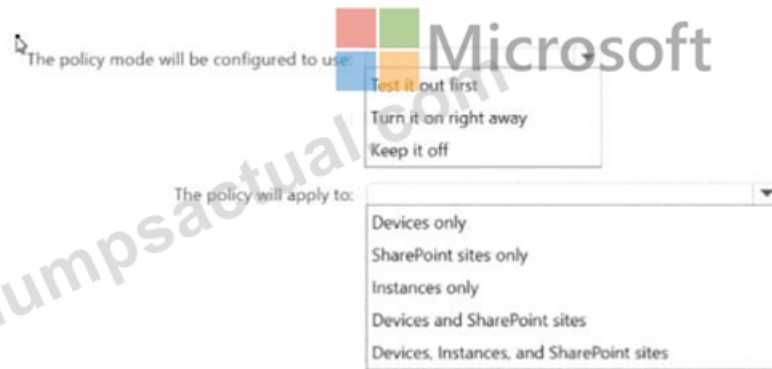 Microsoft
The policy mode will be configured to use:
Test it out first
Turn it on right away
Keep it off
The policy will apply to:
Devices only
SharePoint sites only
Instances only
Devices and SharePoint sites
Devices, Instances, and SharePoint sites
umpsactual.com